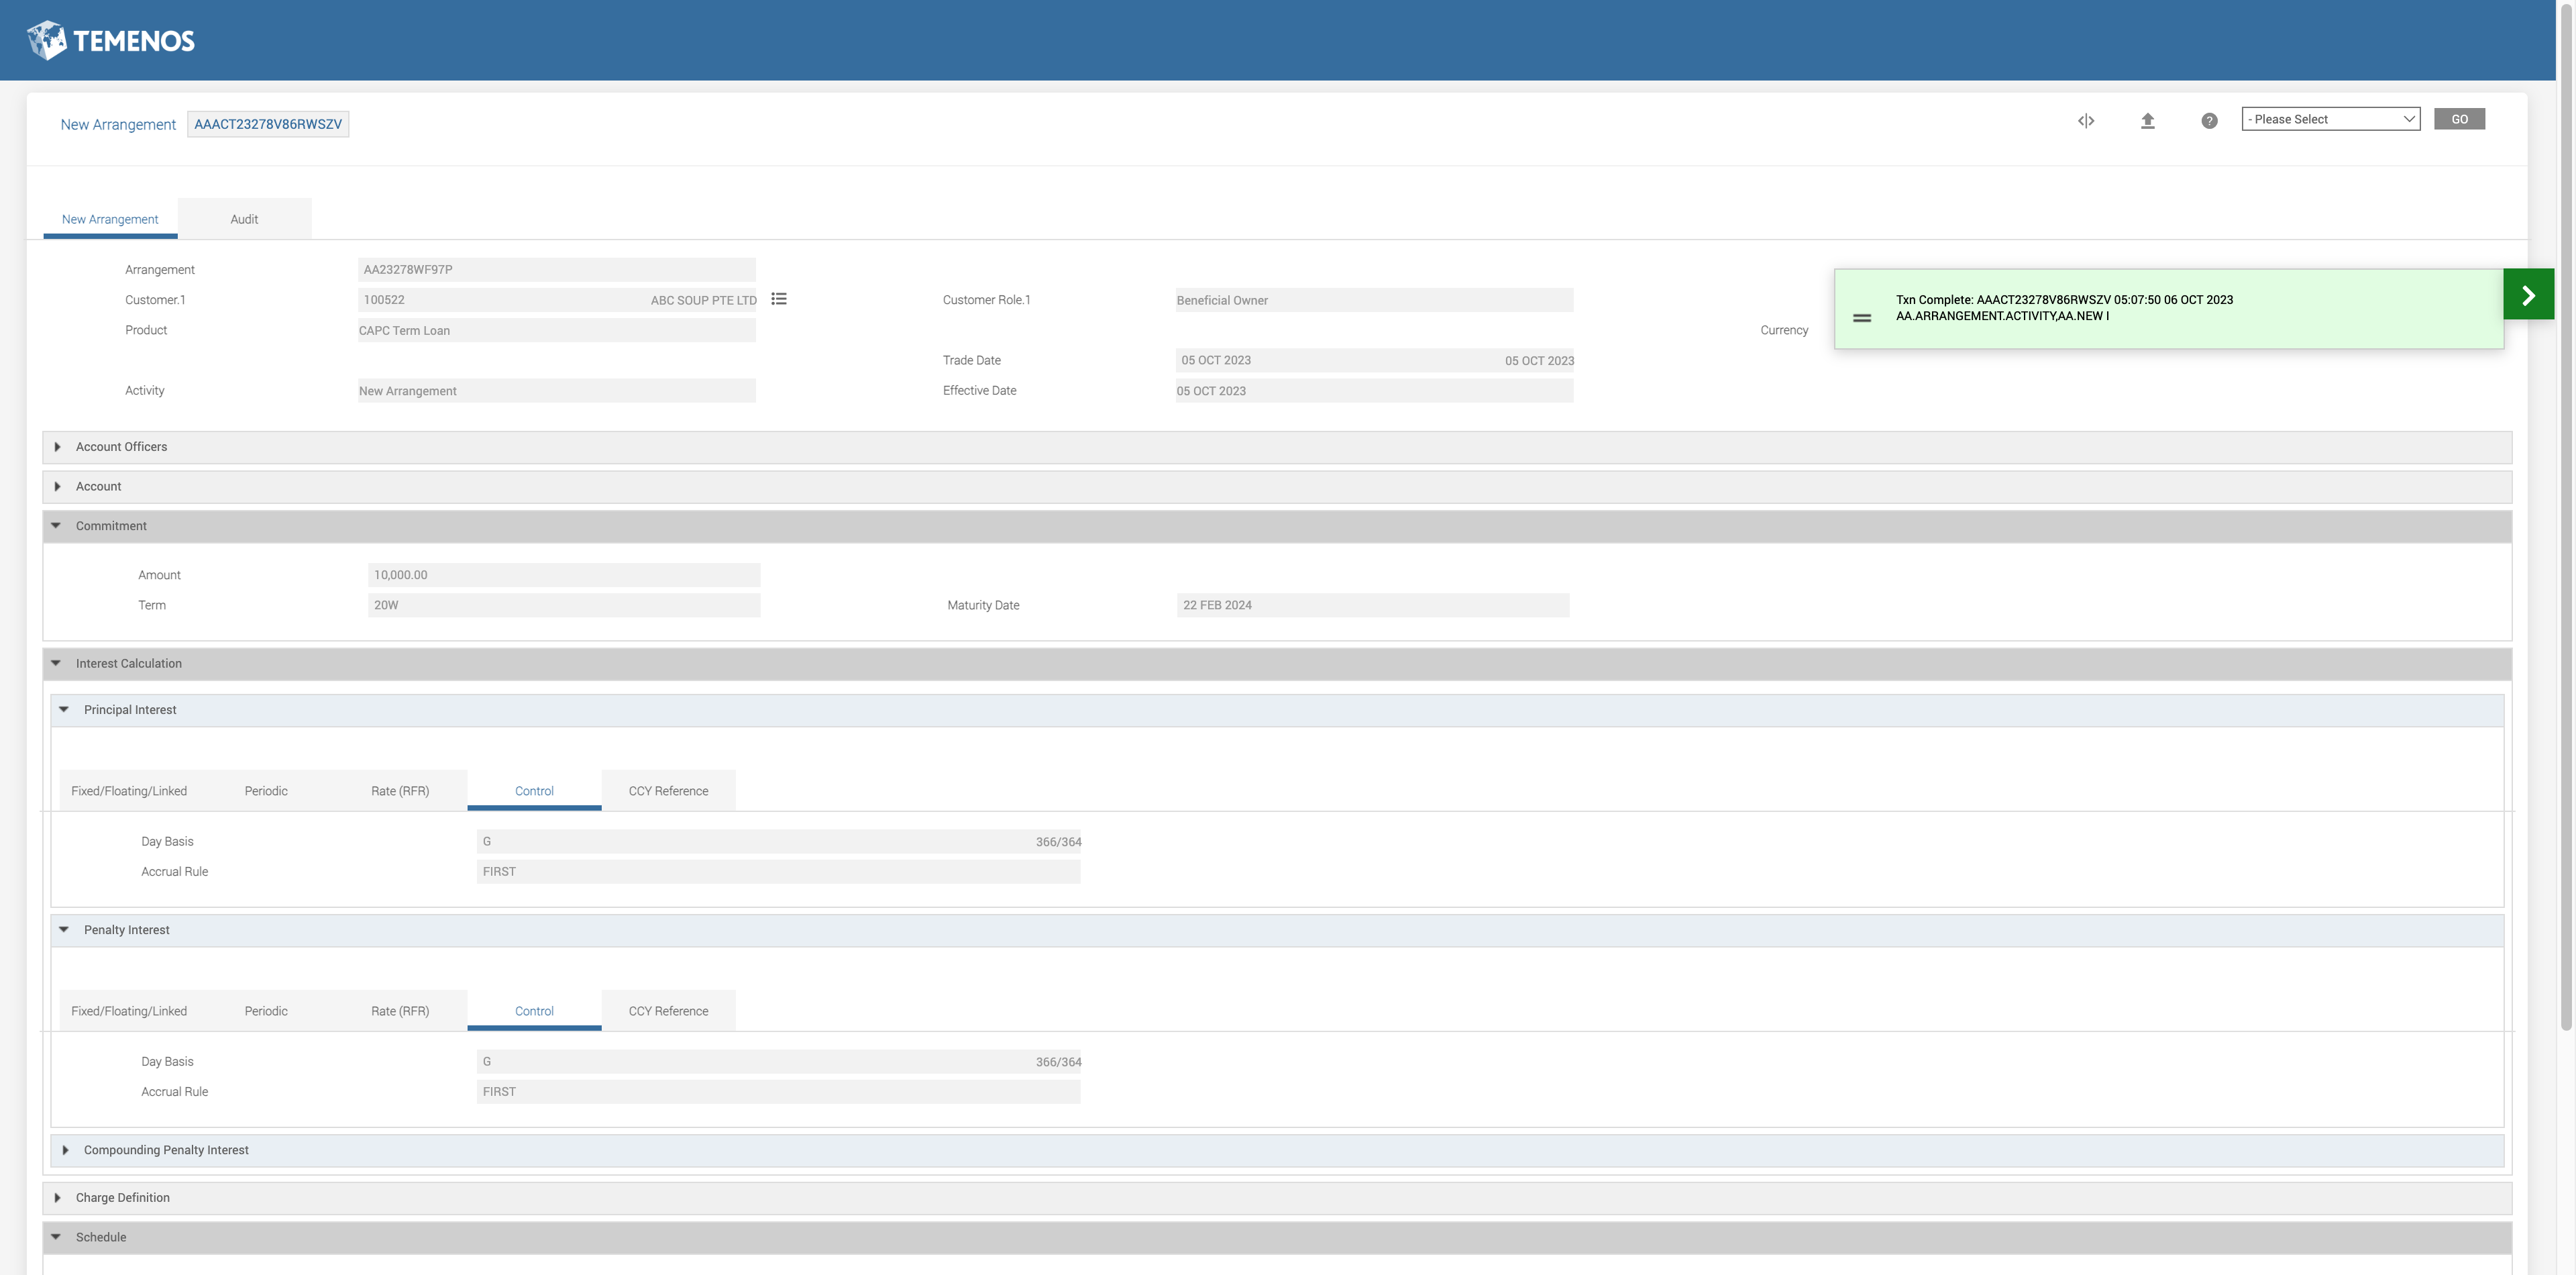 TEMENOS
New Arrangement AAACT23278V86RWSZV
- Please Select GO
New Arrangement Audit
Arrangement AA23278WF97P
Customer.1 100522 ABC SOUP PTE LTD Customer Role.1 Beneficial Owner
Txn Complete: AAACT23278V86RWSZV 05:07:50 06 OCT 2023
AA.ARRANGEMENT.ACTIVITY,AA.NEW I
Product CAPC Term Loan Currency
Trade Date 05 OCT 2023 05 OCT 2023
Activity New Arrangement Effective Date 05 OCT 2023
Account Officers
Account
Commitment
Amount 10,000.00
Term 20W Maturity Date 22 FEB 2024
Interest Calculation
Principal Interest
Fixed/Floating/Linked Periodic Rate (RFR) Control CCY Reference
Day Basis G 366/364
Accrual Rule FIRST
Penalty Interest
Fixed/Floating/Linked Periodic Rate (RFR) Control CCY Reference
Day Basis G 366/364
Accrual Rule FIRST
Compounding Penalty Interest
Charge Definition
Schedule